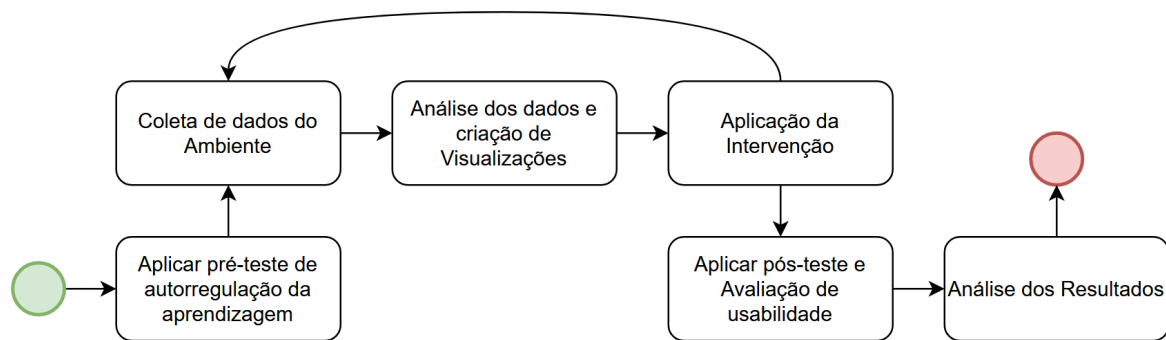 Coleta de dados do
Ambiente
Análise dos dados e
criação de
Visualizações
Aplicação da
Intervenção
Aplicar pré-teste de
autorregulação da
aprendizagem
Aplicar pós-teste e
Avaliação de
usabilidade
Análise dos Resultados